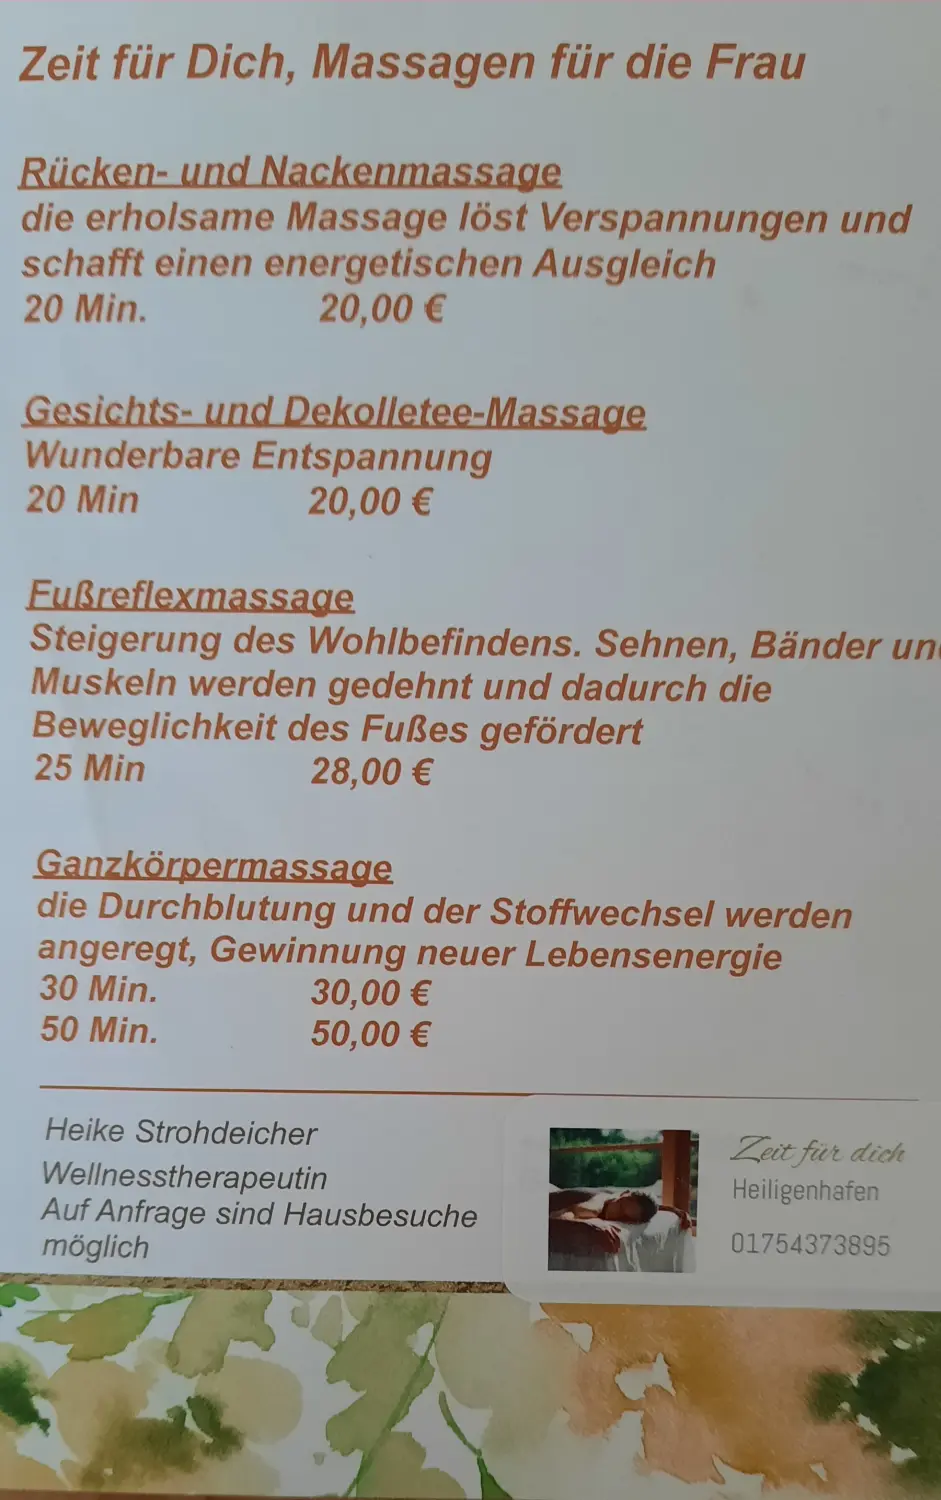 Zeit für Dich, Massagen für die Frau
Rücken- und Nackenmassage
die erholsame Massage löst Verspannungen und
schafft einen energetischen Ausgleich
20 Min. 20,00 €
Gesichts- und Dekolletee-Massage
Wunderbare Entspannung
20 Min 20,00 €
Fußreflexmassage
Steigerung des Wohlbefindens. Sehnen, Bänder un
Muskeln werden gedehnt und dadurch die
Beweglichkeit des Fußes gefördert
25 Min 28,00 €
Ganzkörpermassage
die Durchblutung und der Stoffwechsel werden
angeregt, Gewinnung neuer Lebensenergie
30 Min. 30,00 €
50 Min. 50,00 €
Heike Strohdeicher
Wellnesstherapeutin
Auf Anfrage sind Hausbesuche
möglich
Zeit für dich
Heiligenhafen
01754373895